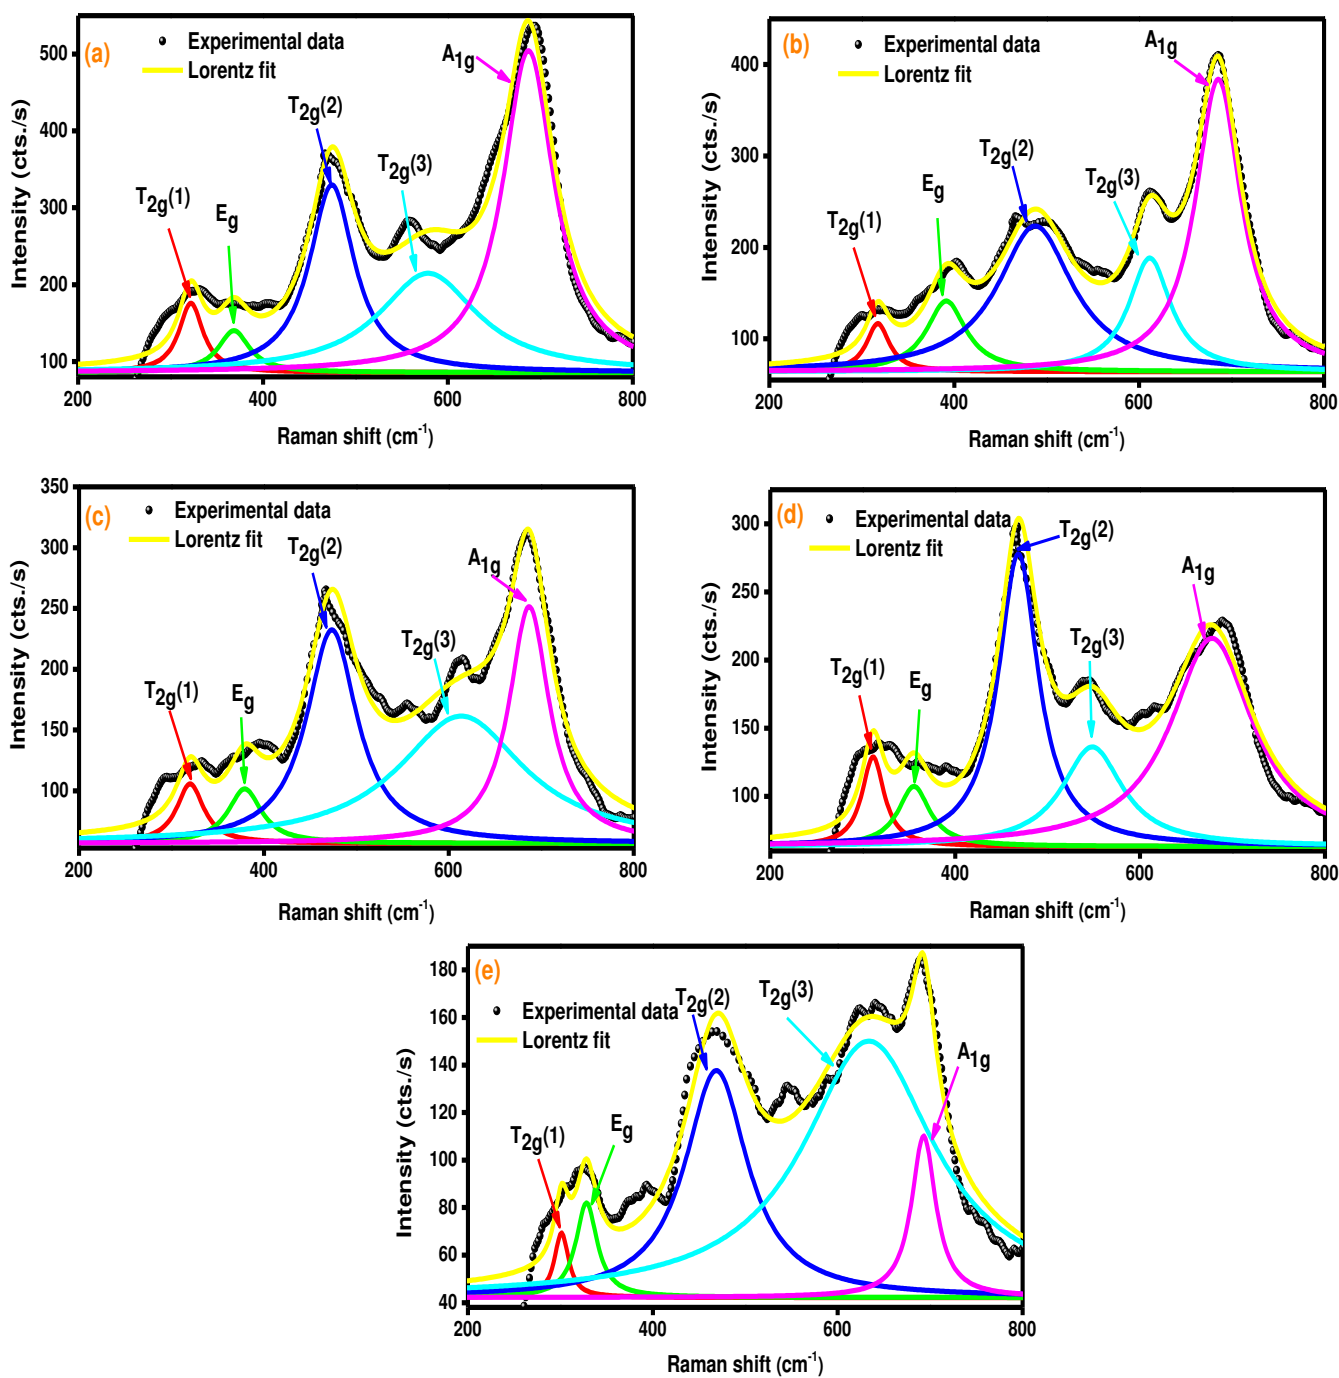 (a)
Experimental data
Lorentz fit
A1g
T2g(2)
T2g(3)
T2g(1)
Eg
500
400
300
200
100
Intensity (cts./s)
200 400 600 800
Raman shift (cm-1)
(b)
Experimental data
Lorentz fit
A1g
T2g(2)
T2g(3)
Eg
T2g(1)
400
300
200
100
Intensity (cts./s)
200 400 600 800
Raman shift (cm-1)
(c)
Experimental data
Lorentz fit
T2g(2)
A1g
T2g(3)
T2g(1)
Eg
350
300
250
200
150
100
Intensity (cts./s)
200 400 600 800
Raman shift (cm-1)
(d)
Experimental data
Lorentz fit
T2g(2)
A1g
T2g(3)
T2g(1)
Eg
300
250
200
150
100
Intensity (cts./s)
200 400 600 800
Raman shift (cm-1)
(e)
Experimental data
Lorentz fit
T2g(2)
T2g(3)
A1g
T2g(1)
Eg
180
160
140
120
100
80
60
40
Intensity (cts./s)
200 400 600 800
Raman shift (cm-1)